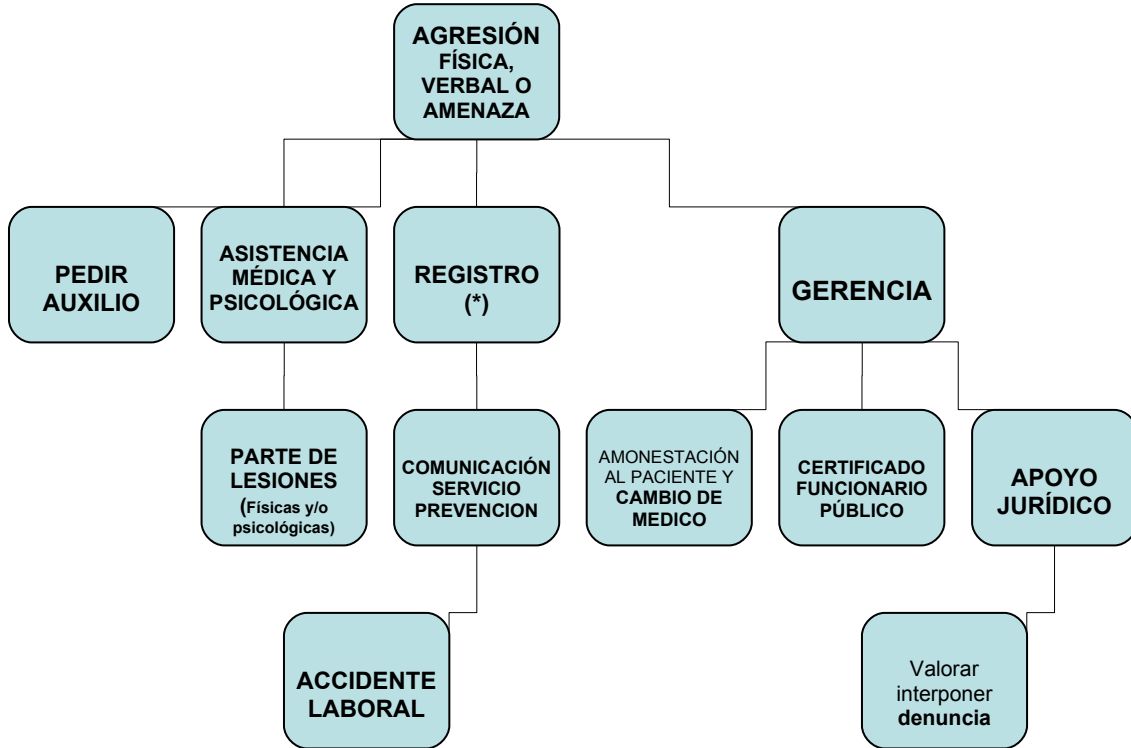 AGRESIÓN
FÍSICA,
VERBAL O
AMENAZA
PEDIR
AUXILIO
ASISTENCIA
MÉDICA Y
PSICOLÓGICA
REGISTRO
(*)
GERENCIA
PARTE DE
LESIONES
(Físicas y/o
psicológicas)
COMUNICACIÓN
SERVICIO
PREVENCION
AMONESTACIÓN
AL PACIENTE Y
CAMBIO DE
MEDICO
CERTIFICADO
FUNCIONARIO
PÚBLICO
APOYO
JURÍDICO
ACCIDENTE
LABORAL
Valorar
interponer
denuncia